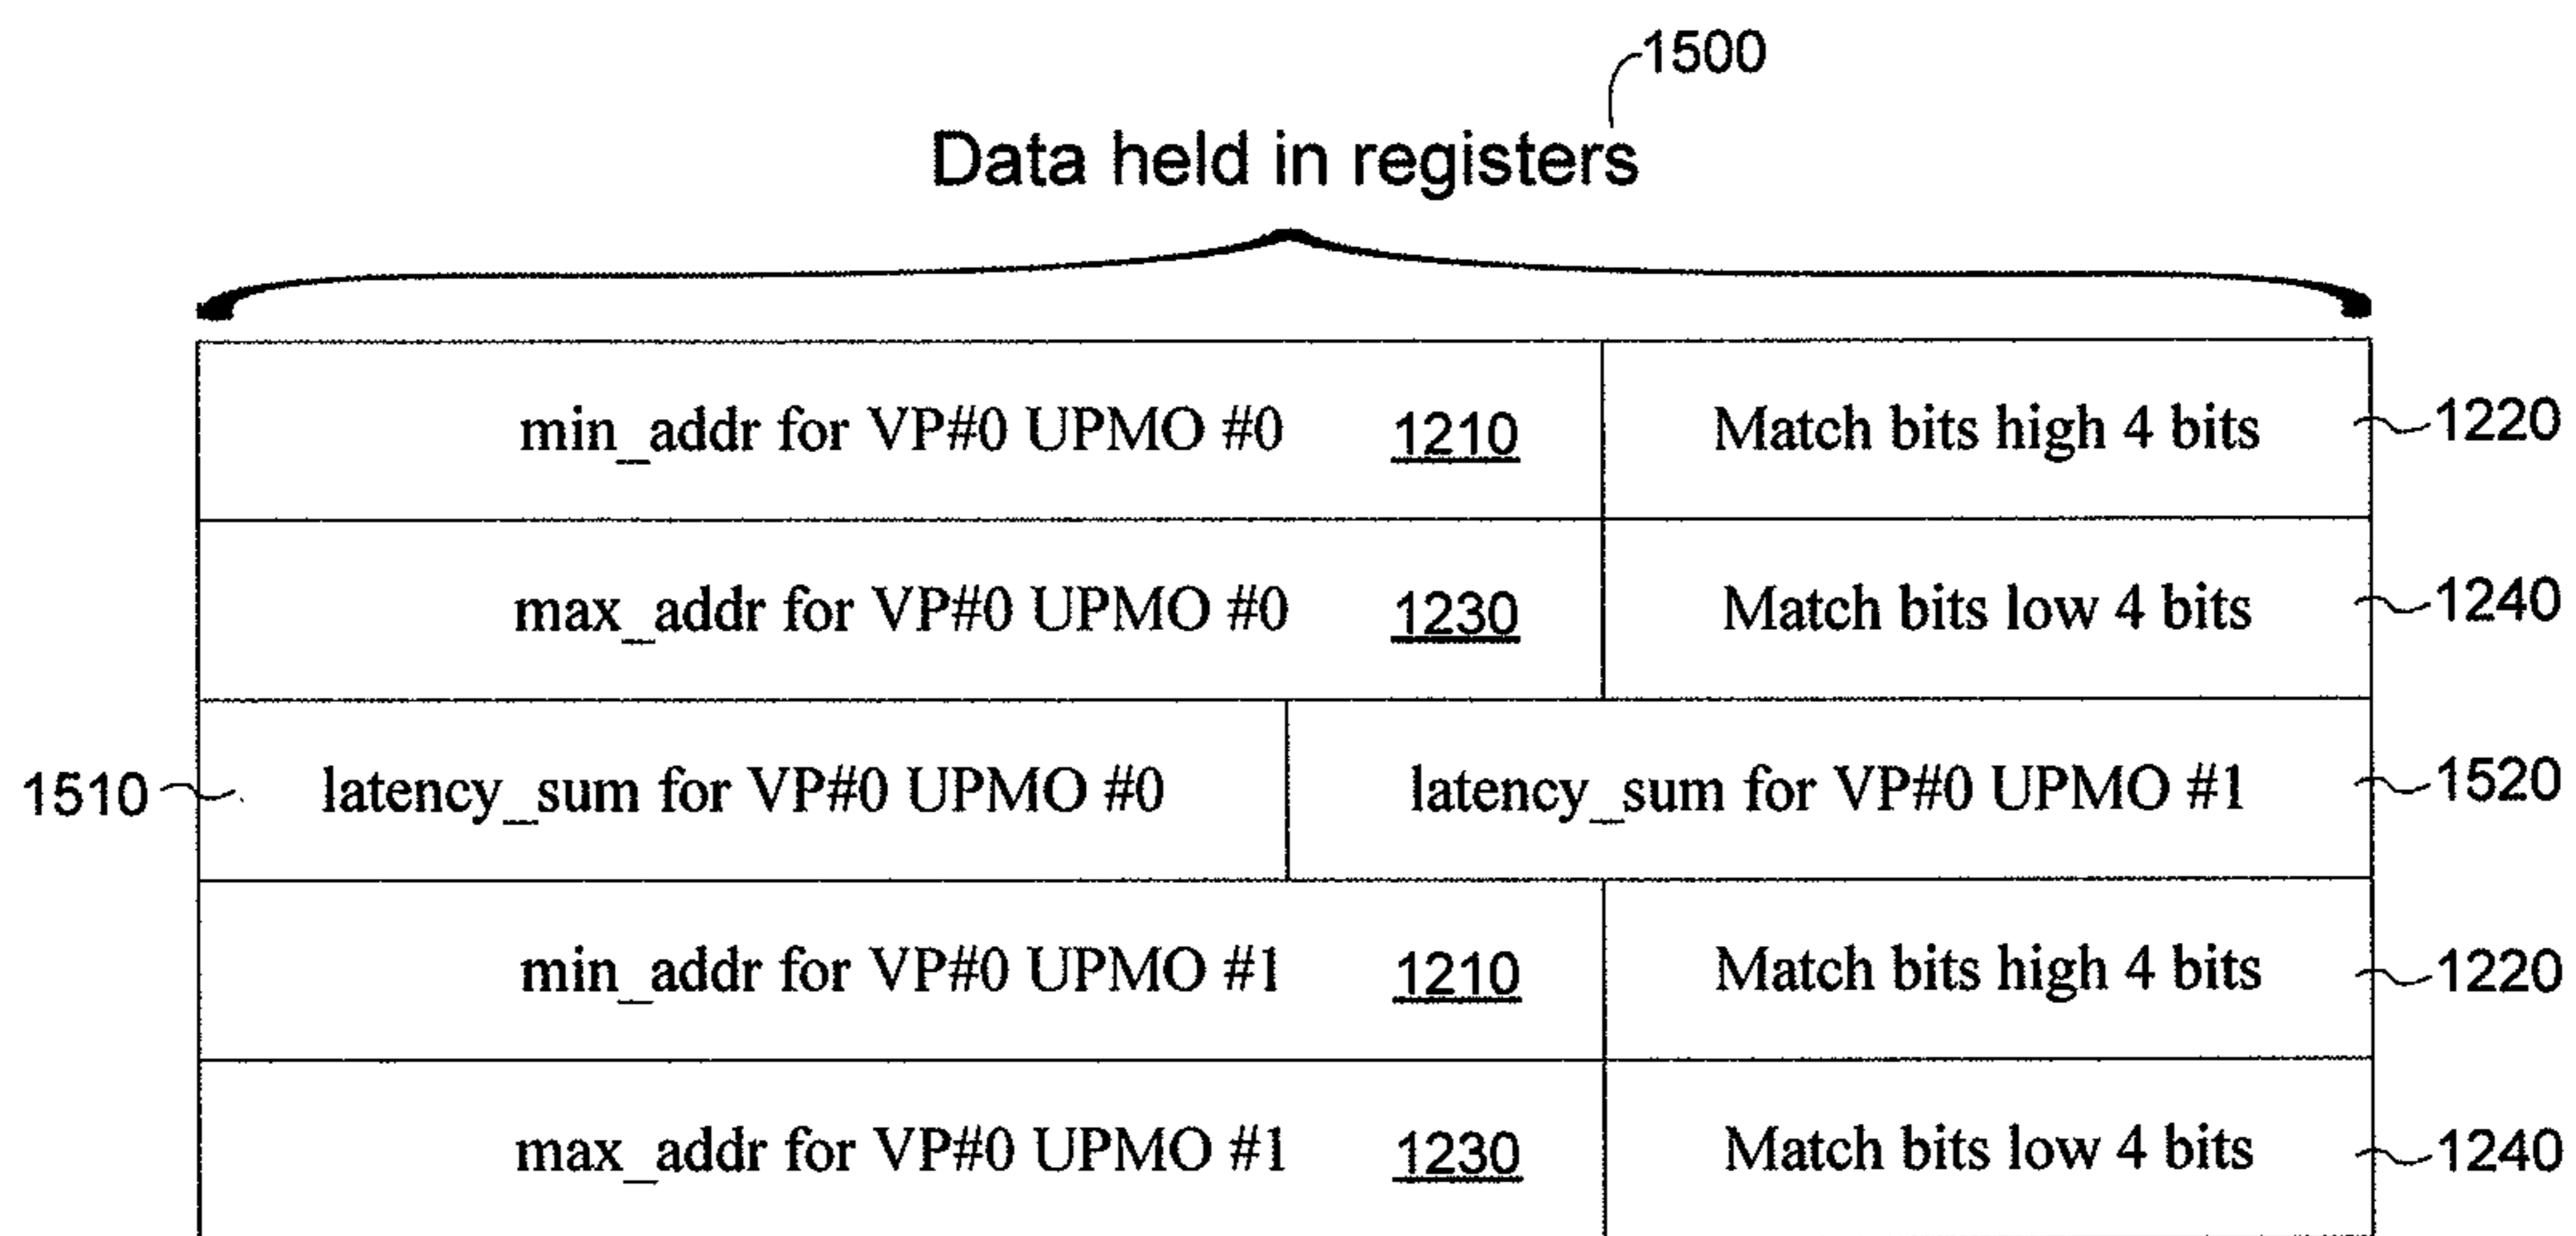 1500
Data held in registers
min_addr for VP#0 UPMO #0 1210 Match bits high 4 bits 1220
max_addr for VP#0 UPMO #0 1230 Match bits low 4 bits 1240
1510 latency_sum for VP#0 UPMO #0 latency_sum for VP#0 UPMO #1 1520
min_addr for VP#0 UPMO #1 1210 Match bits high 4 bits 1220
max_addr for VP#0 UPMO #1 1230 Match bits low 4 bits 1240